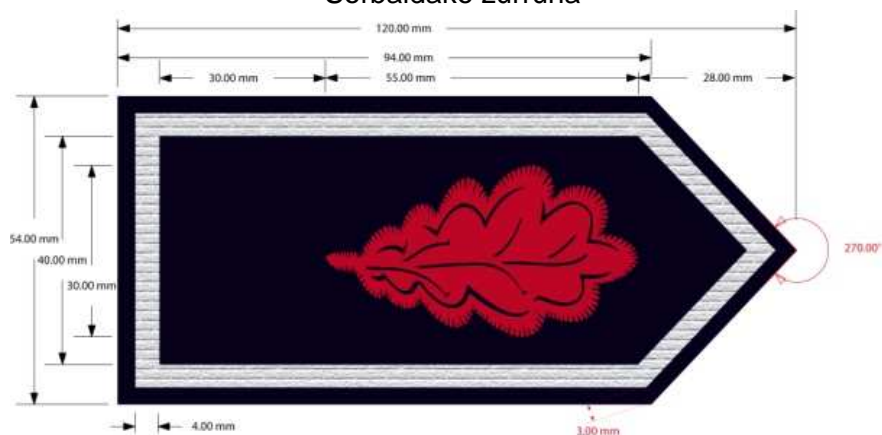 Sorbaldako zurruna
120.00 mm
94.00 mm
30.00 mm 55.00 mm 28.00 mm
54.00 mm
40.00 mm
30.00 mm
270.00°
4.00 mm
3.00 mm